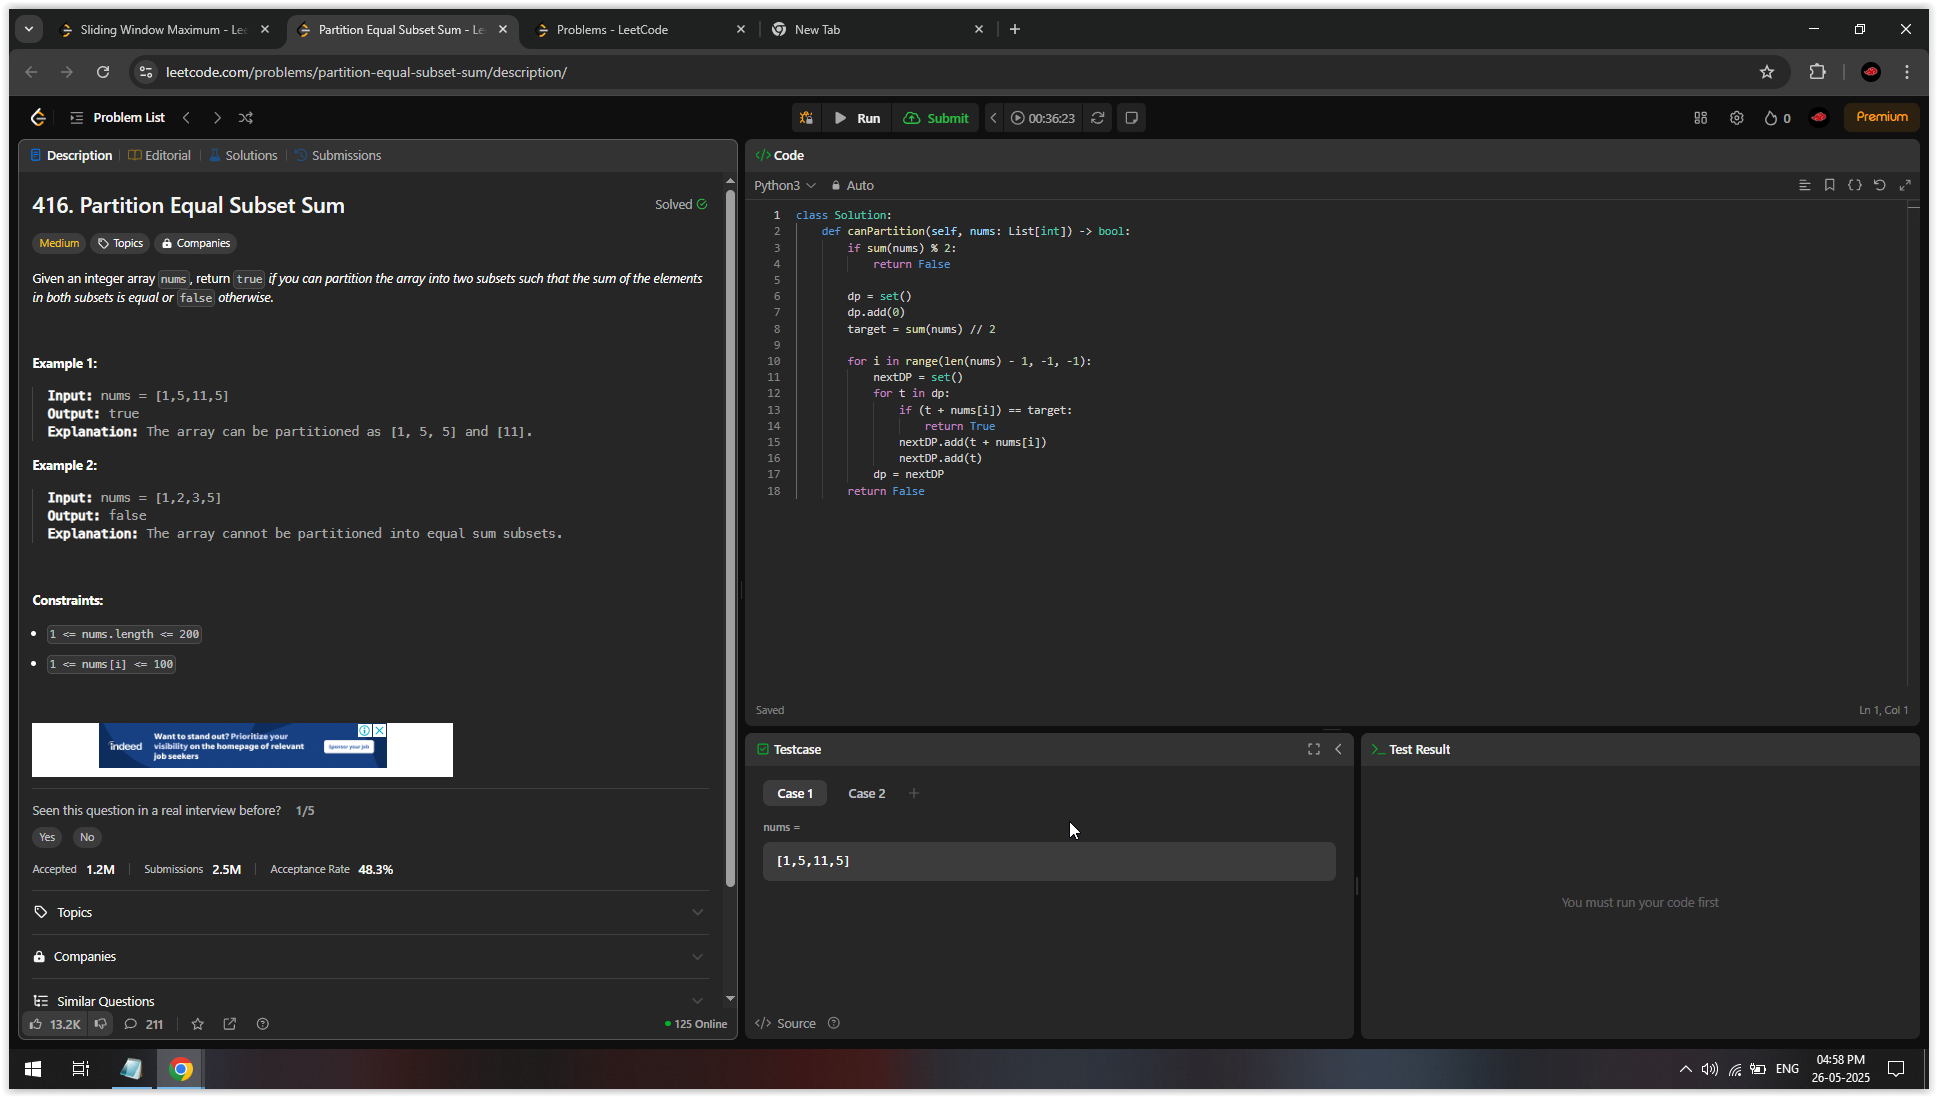 Sliding Window Maximum - Lee
Partition Equal Subset Sum - Le
Problems - LeetCode
New Tab
leetcode.com/problems/partition-equal-subset-sum/description/
Problem List
Run
Submit
00:36:23
0
Premium
Description
Editorial
Solutions
Submissions
416. Partition Equal Subset Sum
Solved
Medium
Topics
Companies
Given an integer array nums, return true if you can partition the array into two subsets such that the sum of the elements
in both subsets is equal or false otherwise.
Example 1:
Input: nums = [1,5,11,5]
Output: true
Explanation: The array can be partitioned as [1, 5, 5] and [11].
Example 2:
Input: nums = [1,2,3,5]
Output: false
Explanation: The array cannot be partitioned into equal sum subsets.
Constraints:
1 <= nums.length <= 200
1 <= nums[i] <= 100
indeed
Want to stand out? Prioritize your
visibility on the homepage of relevant
job seekers
Sponsor your job
Seen this question in a real interview before? 1/5
Yes
No
Accepted 1.2M
Submissions 2.5M
Acceptance Rate 48.3%
Topics
Companies
Similar Questions
13.2K
211
125 Online
</> Code
Python3
Auto
1 class Solution:
2 def canPartition(self, nums: List[int]) -> bool:
3 if sum(nums) % 2:
4 return False
5
6 dp = set()
7 dp.add(0)
8 target = sum(nums) // 2
9
10 for i in range(len(nums) - 1, -1, -1):
11 nextDP = set()
12 for t in dp:
13 if (t + nums[i]) == target:
14 return True
15 nextDP.add(t + nums[i])
16 nextDP.add(t)
17 dp = nextDP
18 return False
Saved
Ln 1, Col 1
Testcase
Case 1
Case 2
nums =
[1,5,11,5]
</> Source
>_ Test Result
You must run your code first
ENG
04:58 PM
26-05-2025